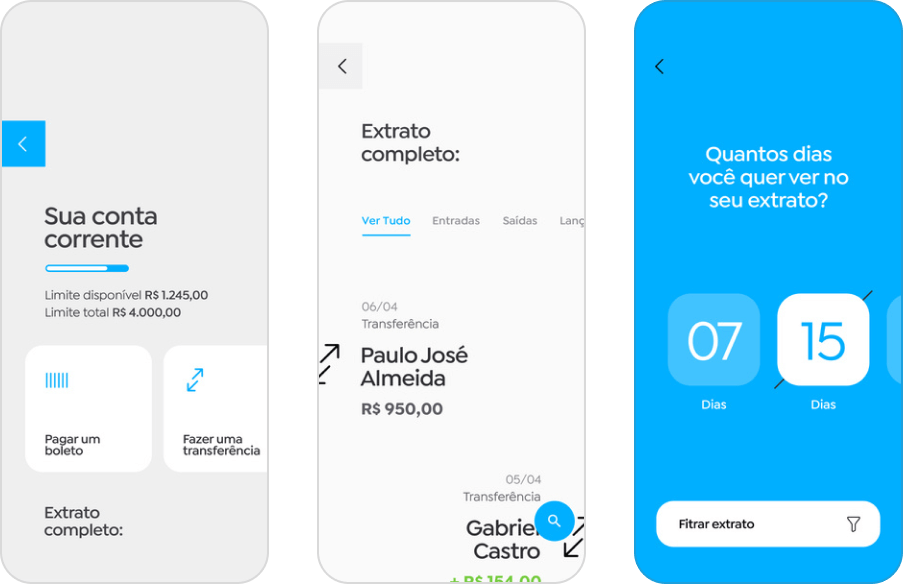 Sua conta
corrente
Limite disponível R$ 1.245,00
Limite total R$ 4.000,00
Pagar um
boleto
Fazer uma
transferência
Extrato
completo:
Extrato
completo:
Ver Tudo
Entradas
Saídas
Lanç
06/04
Transferência
Paulo José
Almeida
R$ 950,00
05/04
Transferência
Gabriel
Castro
+ R$ 154,00
Quantos dias
você quer ver no
seu extrato?
07
15
Dias
Dias
Fitrar extrato